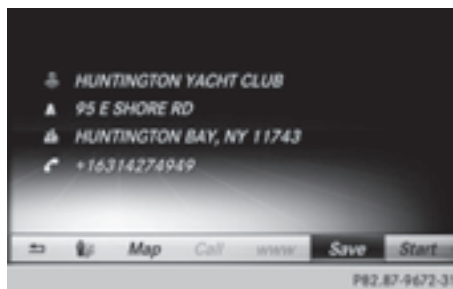 HUNTINGTON YACHT CLUB
95 E SHORE RD
HUNTINGTON BAY, NY 11743
+16314274949
Map Call www Save Start
P82.87-9672-31